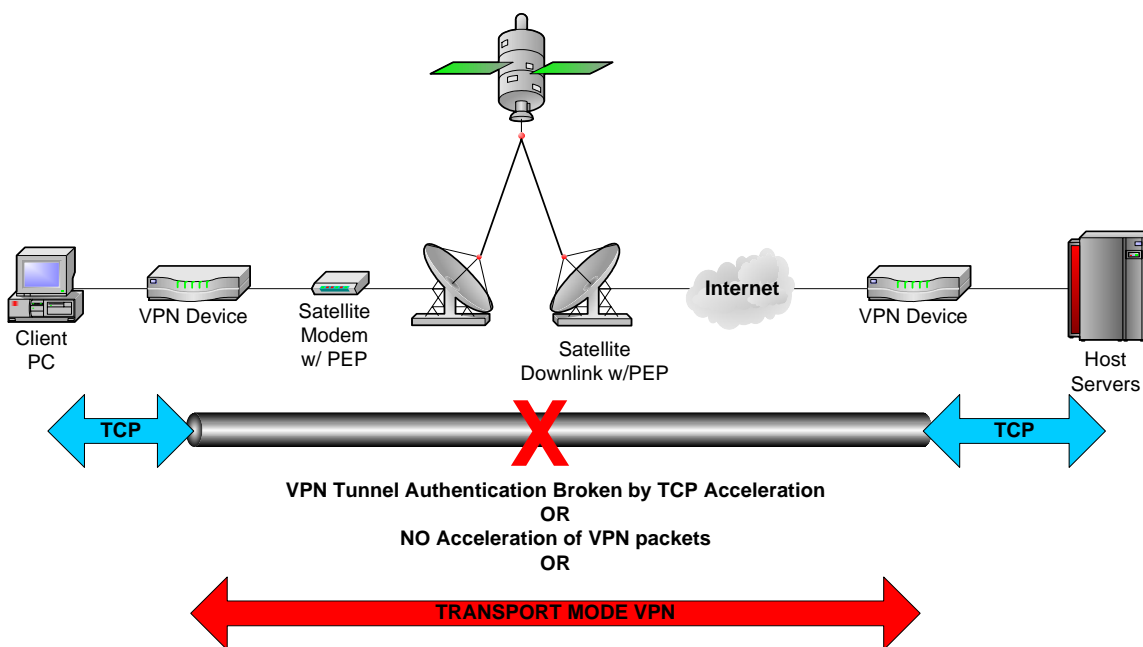 Internet
VPN Device
Satellite
Modem
w/ PEP
VPN Device
Client
PC
Satellite
Downlink w/PEP
Host
Servers
TCP
TCP
VPN Tunnel Authentication Broken by TCP Acceleration
OR
NO Acceleration of VPN packets
OR
TRANSPORT MODE VPN